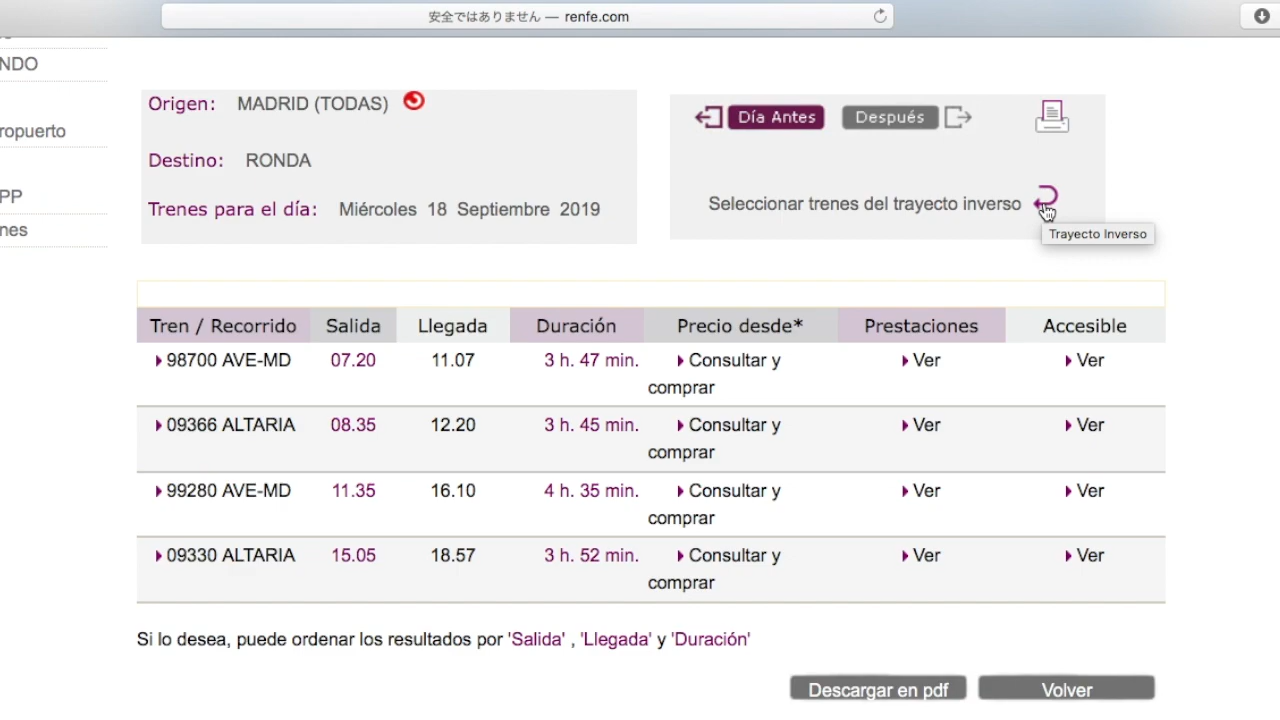 安全ではありません — renfe.com
NDO
ropuerto
PP
nes
Origen: MADRID (TODAS)
Destino: RONDA
Trenes para el día: Miércoles 18 Septiembre 2019
Día Antes Después
Seleccionar trenes del trayecto inverso
Trayecto Inverso
Tren / Recorrido Salida Llegada Duración Precio desde* Prestaciones Accesible
98700 AVE-MD 07.20 11.07 3 h. 47 min. Consultar y Ver Ver
comprar
09366 ALTARIA 08.35 12.20 3 h. 45 min. Consultar y Ver Ver
comprar
99280 AVE-MD 11.35 16.10 4 h. 35 min. Consultar y Ver Ver
comprar
09330 ALTARIA 15.05 18.57 3 h. 52 min. Consultar y Ver Ver
comprar
Si lo desea, puede ordenar los resultados por 'Salida' , 'Llegada' y 'Duración'
Descargar en pdf Volver